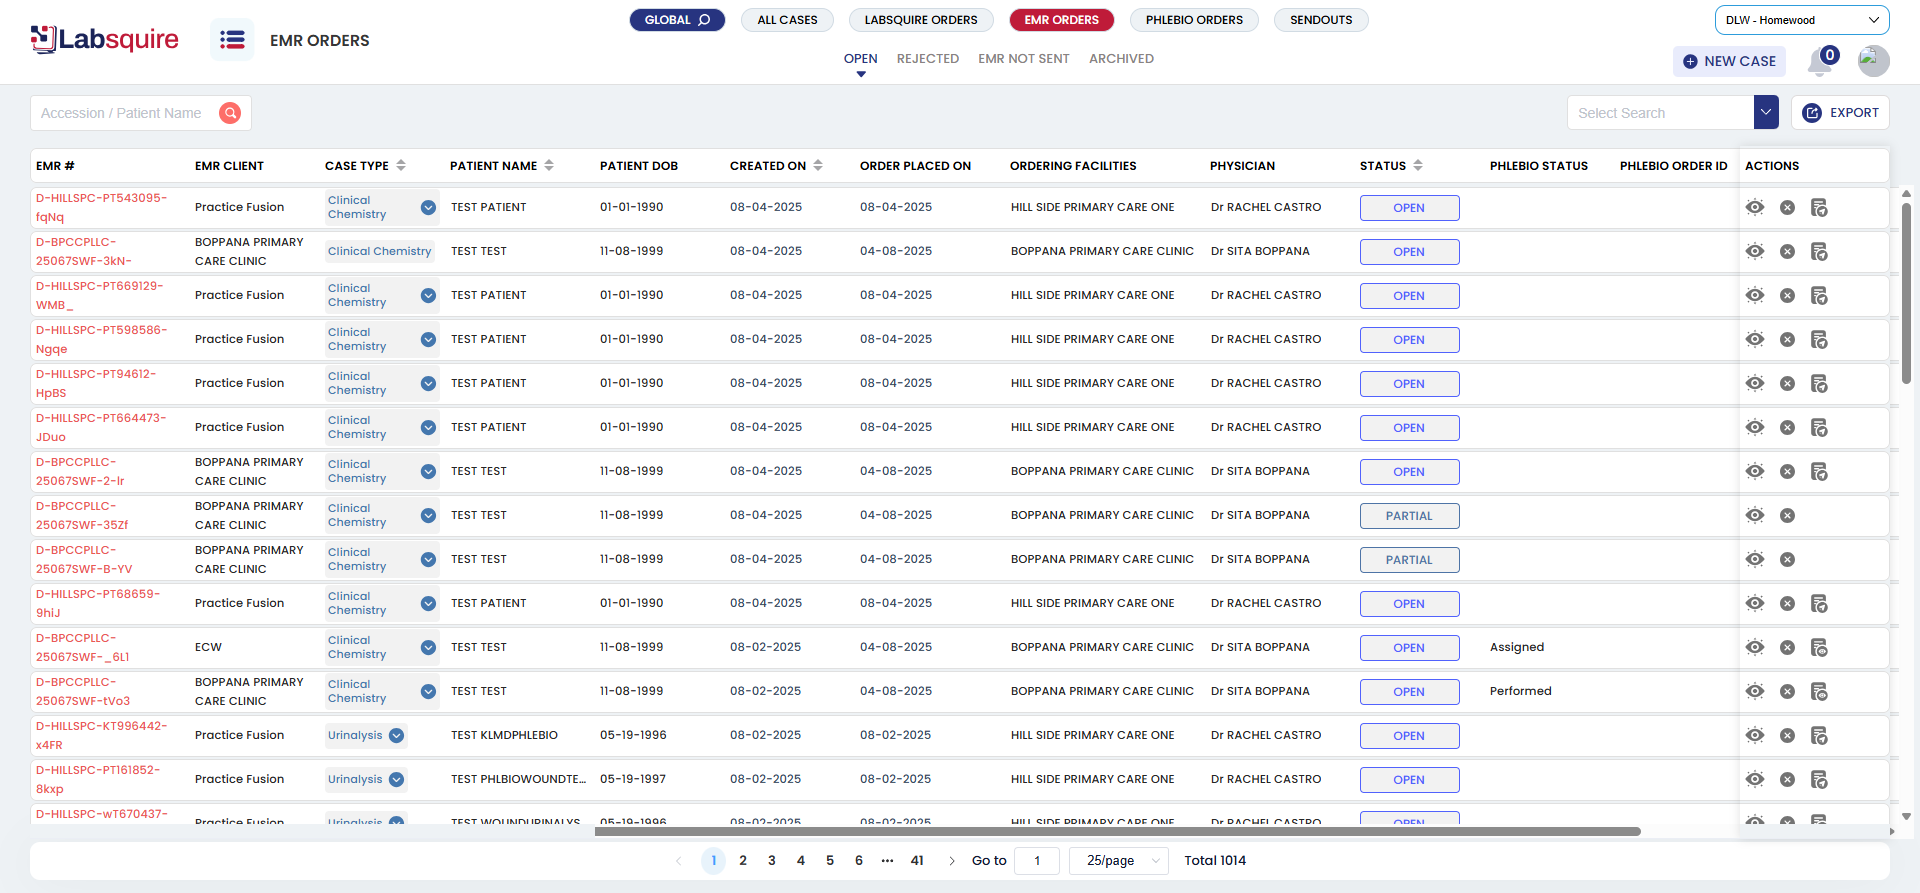 Labsquire
EMR ORDERS
GLOBAL
ALL CASES
LABSQUIRE ORDERS
EMR ORDERS
PHLEBIO ORDERS
SENDOUTS
DLW - Homewood
OPEN
REJECTED
EMR NOT SENT
ARCHIVED
NEW CASE
0
Accession / Patient Name
Select Search
EXPORT
EMR # EMR CLIENT CASE TYPE PATIENT NAME PATIENT DOB CREATED ON ORDER PLACED ON ORDERING FACILITIES PHYSICIAN STATUS PHLEBIO STATUS PHLEBIO ORDER ID ACTIONS
D-HILLSPC-PT543095-
fqNq
Practice Fusion
Clinical
Chemistry
TEST PATIENT 01-01-1990 08-04-2025 08-04-2025 HILL SIDE PRIMARY CARE ONE Dr RACHEL CASTRO OPEN
D-BPCCPLLC-
25067SWF-3kN-
BOPPANA PRIMARY
CARE CLINIC
Clinical Chemistry
TEST TEST 11-08-1999 08-04-2025 04-08-2025 BOPPANA PRIMARY CARE CLINIC Dr SITA BOPPANA OPEN
D-HILLSPC-PT669129-
WMB_
Practice Fusion
Clinical
Chemistry
TEST PATIENT 01-01-1990 08-04-2025 08-04-2025 HILL SIDE PRIMARY CARE ONE Dr RACHEL CASTRO OPEN
D-HILLSPC-PT598586-
Ngqe
Practice Fusion
Clinical
Chemistry
TEST PATIENT 01-01-1990 08-04-2025 08-04-2025 HILL SIDE PRIMARY CARE ONE Dr RACHEL CASTRO OPEN
D-HILLSPC-PT94612-
HpBS
Practice Fusion
Clinical
Chemistry
TEST PATIENT 01-01-1990 08-04-2025 08-04-2025 HILL SIDE PRIMARY CARE ONE Dr RACHEL CASTRO OPEN
D-HILLSPC-PT664473-
JDuo
Practice Fusion
Clinical
Chemistry
TEST PATIENT 01-01-1990 08-04-2025 08-04-2025 HILL SIDE PRIMARY CARE ONE Dr RACHEL CASTRO OPEN
D-BPCCPLLC-
25067SWF-2-Ir
BOPPANA PRIMARY
CARE CLINIC
Clinical
Chemistry
TEST TEST 11-08-1999 08-04-2025 04-08-2025 BOPPANA PRIMARY CARE CLINIC Dr SITA BOPPANA OPEN
D-BPCCPLLC-
25067SWF-35Zf
BOPPANA PRIMARY
CARE CLINIC
Clinical
Chemistry
TEST TEST 11-08-1999 08-04-2025 04-08-2025 BOPPANA PRIMARY CARE CLINIC Dr SITA BOPPANA PARTIAL
D-BPCCPLLC-
25067SWF-B-YV
BOPPANA PRIMARY
CARE CLINIC
Clinical
Chemistry
TEST TEST 11-08-1999 08-04-2025 04-08-2025 BOPPANA PRIMARY CARE CLINIC Dr SITA BOPPANA PARTIAL
D-HILLSPC-PT68659-
9hiJ
Practice Fusion
Clinical
Chemistry
TEST PATIENT 01-01-1990 08-04-2025 08-04-2025 HILL SIDE PRIMARY CARE ONE Dr RACHEL CASTRO OPEN
D-BPCCPLLC-
25067SWF-_6L1
ECW
Clinical
Chemistry
TEST TEST 11-08-1999 08-02-2025 04-08-2025 BOPPANA PRIMARY CARE CLINIC Dr SITA BOPPANA OPEN Assigned
D-BPCCPLLC-
25067SWF-tVo3
BOPPANA PRIMARY
CARE CLINIC
Clinical
Chemistry
TEST TEST 11-08-1999 08-02-2025 04-08-2025 BOPPANA PRIMARY CARE CLINIC Dr SITA BOPPANA OPEN Performed
D-HILLSPC-KT996442-
x4FR
Practice Fusion
Urinalysis
TEST KLMDPHLEBIO 05-19-1996 08-02-2025 08-02-2025 HILL SIDE PRIMARY CARE ONE Dr RACHEL CASTRO OPEN
D-HILLSPC-PT161852-
8kxp
Practice Fusion
Urinalysis
TEST PHLBIOWOUNDTE... 05-19-1997 08-02-2025 08-02-2025 HILL SIDE PRIMARY CARE ONE Dr RACHEL CASTRO OPEN
D-HILLSPC-wT670437-
Practice Fusion
Urinalysis
TEST WOUNDURINALYS 05-19-1996 08-02-2025 08-02-2025 HILL SIDE PRIMARY CARE ONE Dr RACHEL CASTRO OPEN
1 2 3 4 5 6 ··· 41 Go to 1 25/page Total 1014